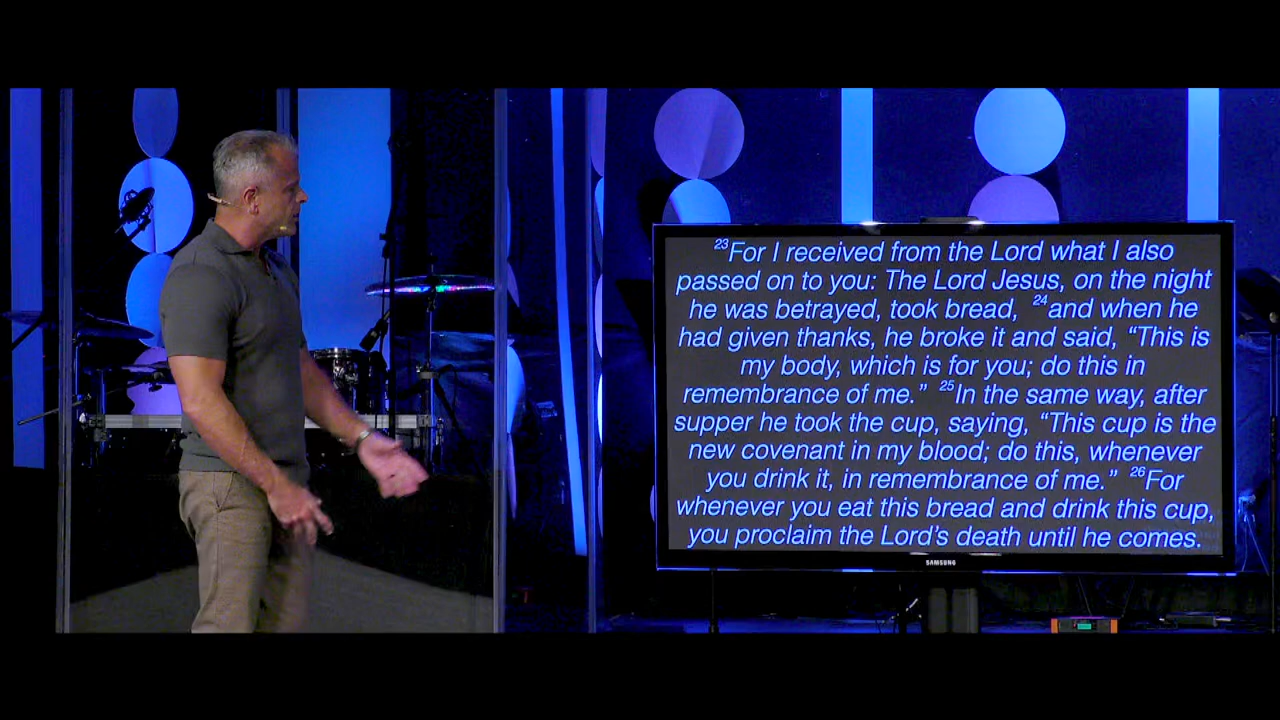 23For I received from the Lord what I also
passed on to you: The Lord Jesus, on the night
he was betrayed, took bread, 24and when he
had given thanks, he broke it and said, “This is
my body, which is for you; do this in
remembrance of me.” 25In the same way, after
supper he took the cup, saying, “This cup is the
new covenant in my blood; do this, whenever
you drink it, in remembrance of me.” 26For
whenever you eat this bread and drink this cup,
you proclaim the Lord’s death until he comes.
SAMSUNG